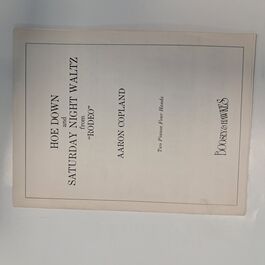 HOE DOWN
and
SATURDAY NIGHT WALTZ
from
"RODEO"
AARON COPLAND
Two Pianos Four Hands
BOOSEY & HAWKES